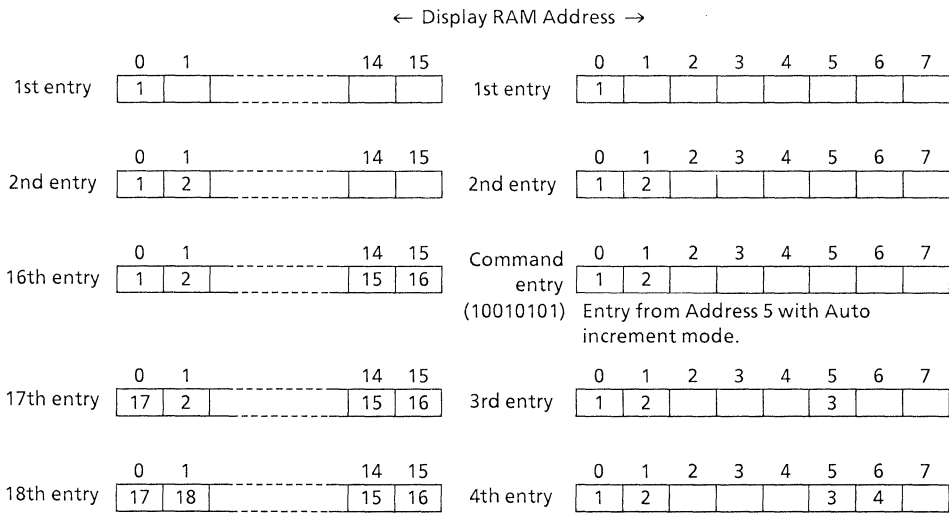 ← Display RAM Address →
0 1 14 15 0 1 2 3 4 5 6 7
1st entry 1 1st entry 1
0 1 14 15 0 1 2 3 4 5 6 7
2nd entry 1 2 2nd entry 1 2
0 1 14 15 0 1 2 3 4 5 6 7
16th entry 1 2 15 16 Command entry 1 2
(10010101) Entry from Address 5 with Auto
increment mode.
0 1 14 15 0 1 2 3 4 5 6 7
17th entry 17 2 15 16 3rd entry 1 2 3
0 1 14 15 0 1 2 3 4 5 6 7
18th entry 17 18 15 16 4th entry 1 2 3 4